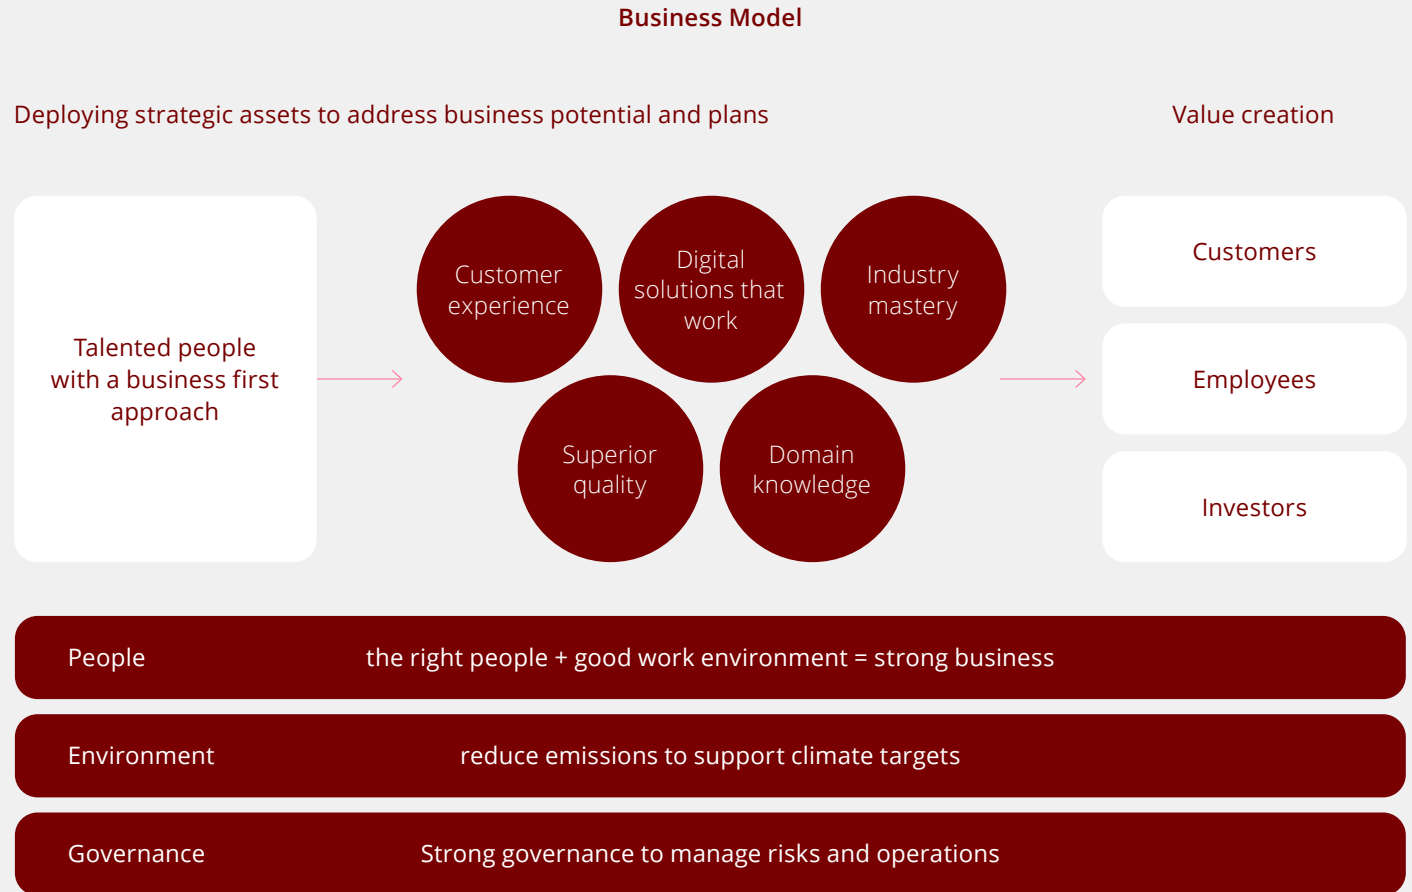 Business Model
Deploying strategic assets to address business potential and plans
Value creation
Talented people
with a business first
approach
Customer
experience
Digital
solutions that
work
Industry
mastery
Superior
quality
Domain
knowledge
Customers
Employees
Investors
People
the right people + good work environment = strong business
Environment
reduce emissions to support climate targets
Governance
Strong governance to manage risks and operations